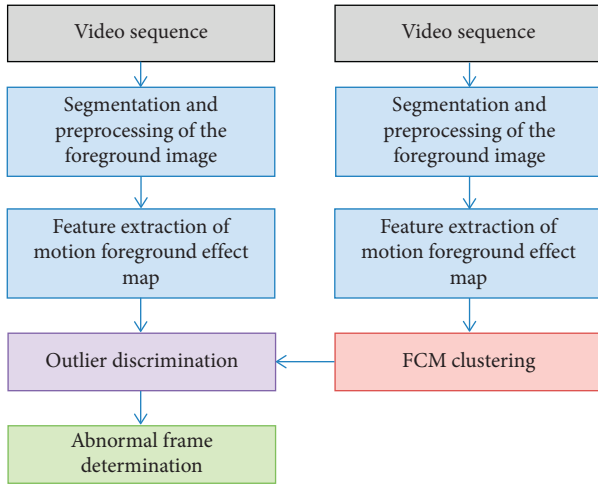 Video sequence
Segmentation and
preprocessing of the
foreground image
Feature extraction of
motion foreground effect
map
Outlier discrimination
Abnormal frame
determination
Video sequence
Segmentation and
preprocessing of the
foreground image
Feature extraction of
motion foreground effect
map
FCM clustering